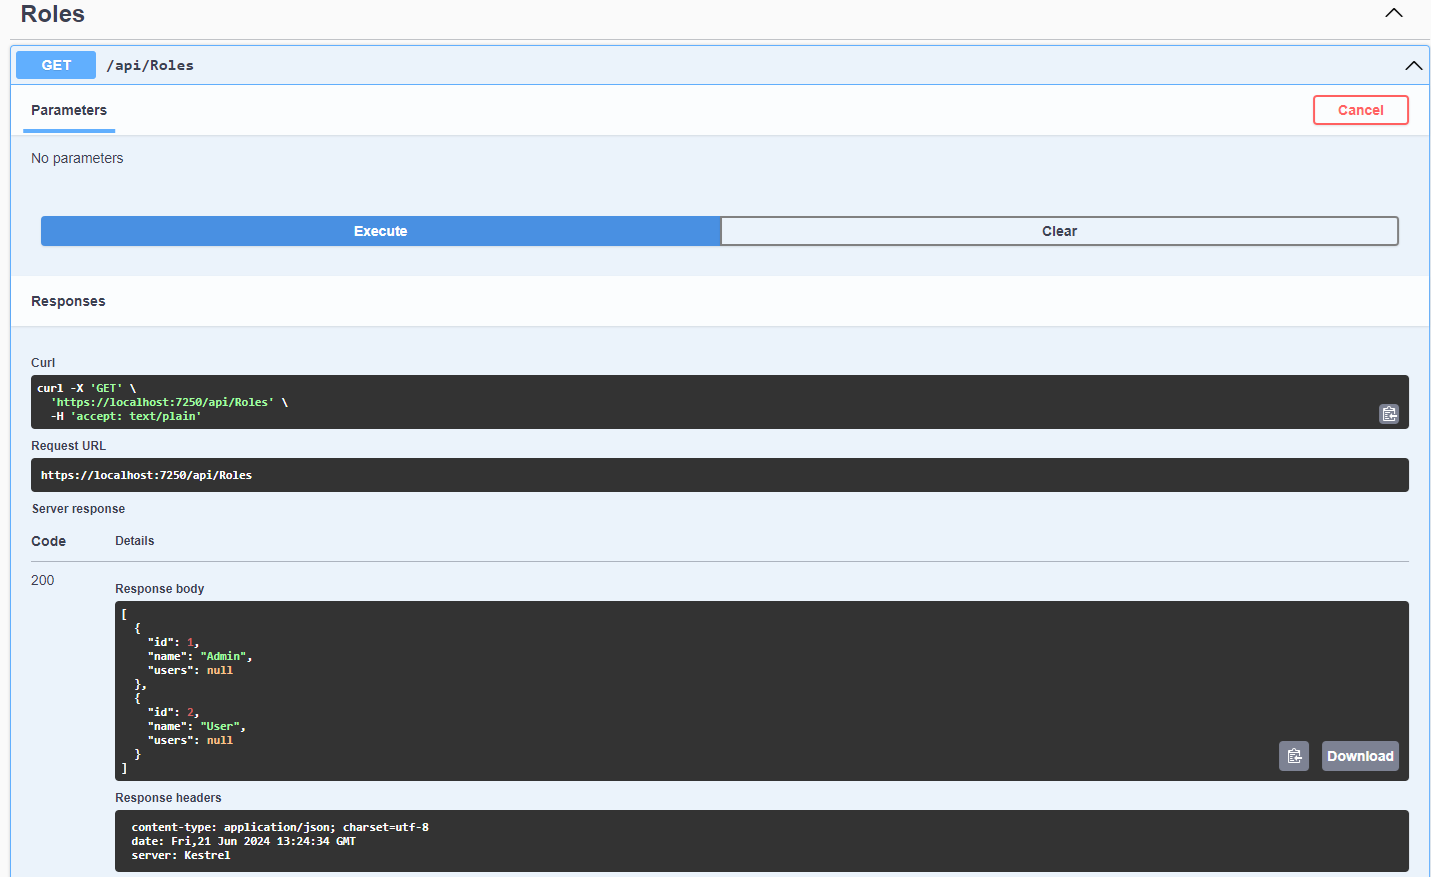 Roles
GET /api/Roles
Parameters
Cancel
No parameters
Execute
Clear
Responses
Curl
curl -X 'GET' \
  'https://localhost:7250/api/Roles' \
  -H 'accept: text/plain'
Request URL
https://localhost:7250/api/Roles
Server response
Code Details
200
Response body
[
  {
    "id": 1,
    "name": "Admin",
    "users": null
  },
  {
    "id": 2,
    "name": "User",
    "users": null
  }
]
Download
Response headers
content-type: application/json; charset=utf-8
date: Fri,21 Jun 2024 13:24:34 GMT
server: Kestrel